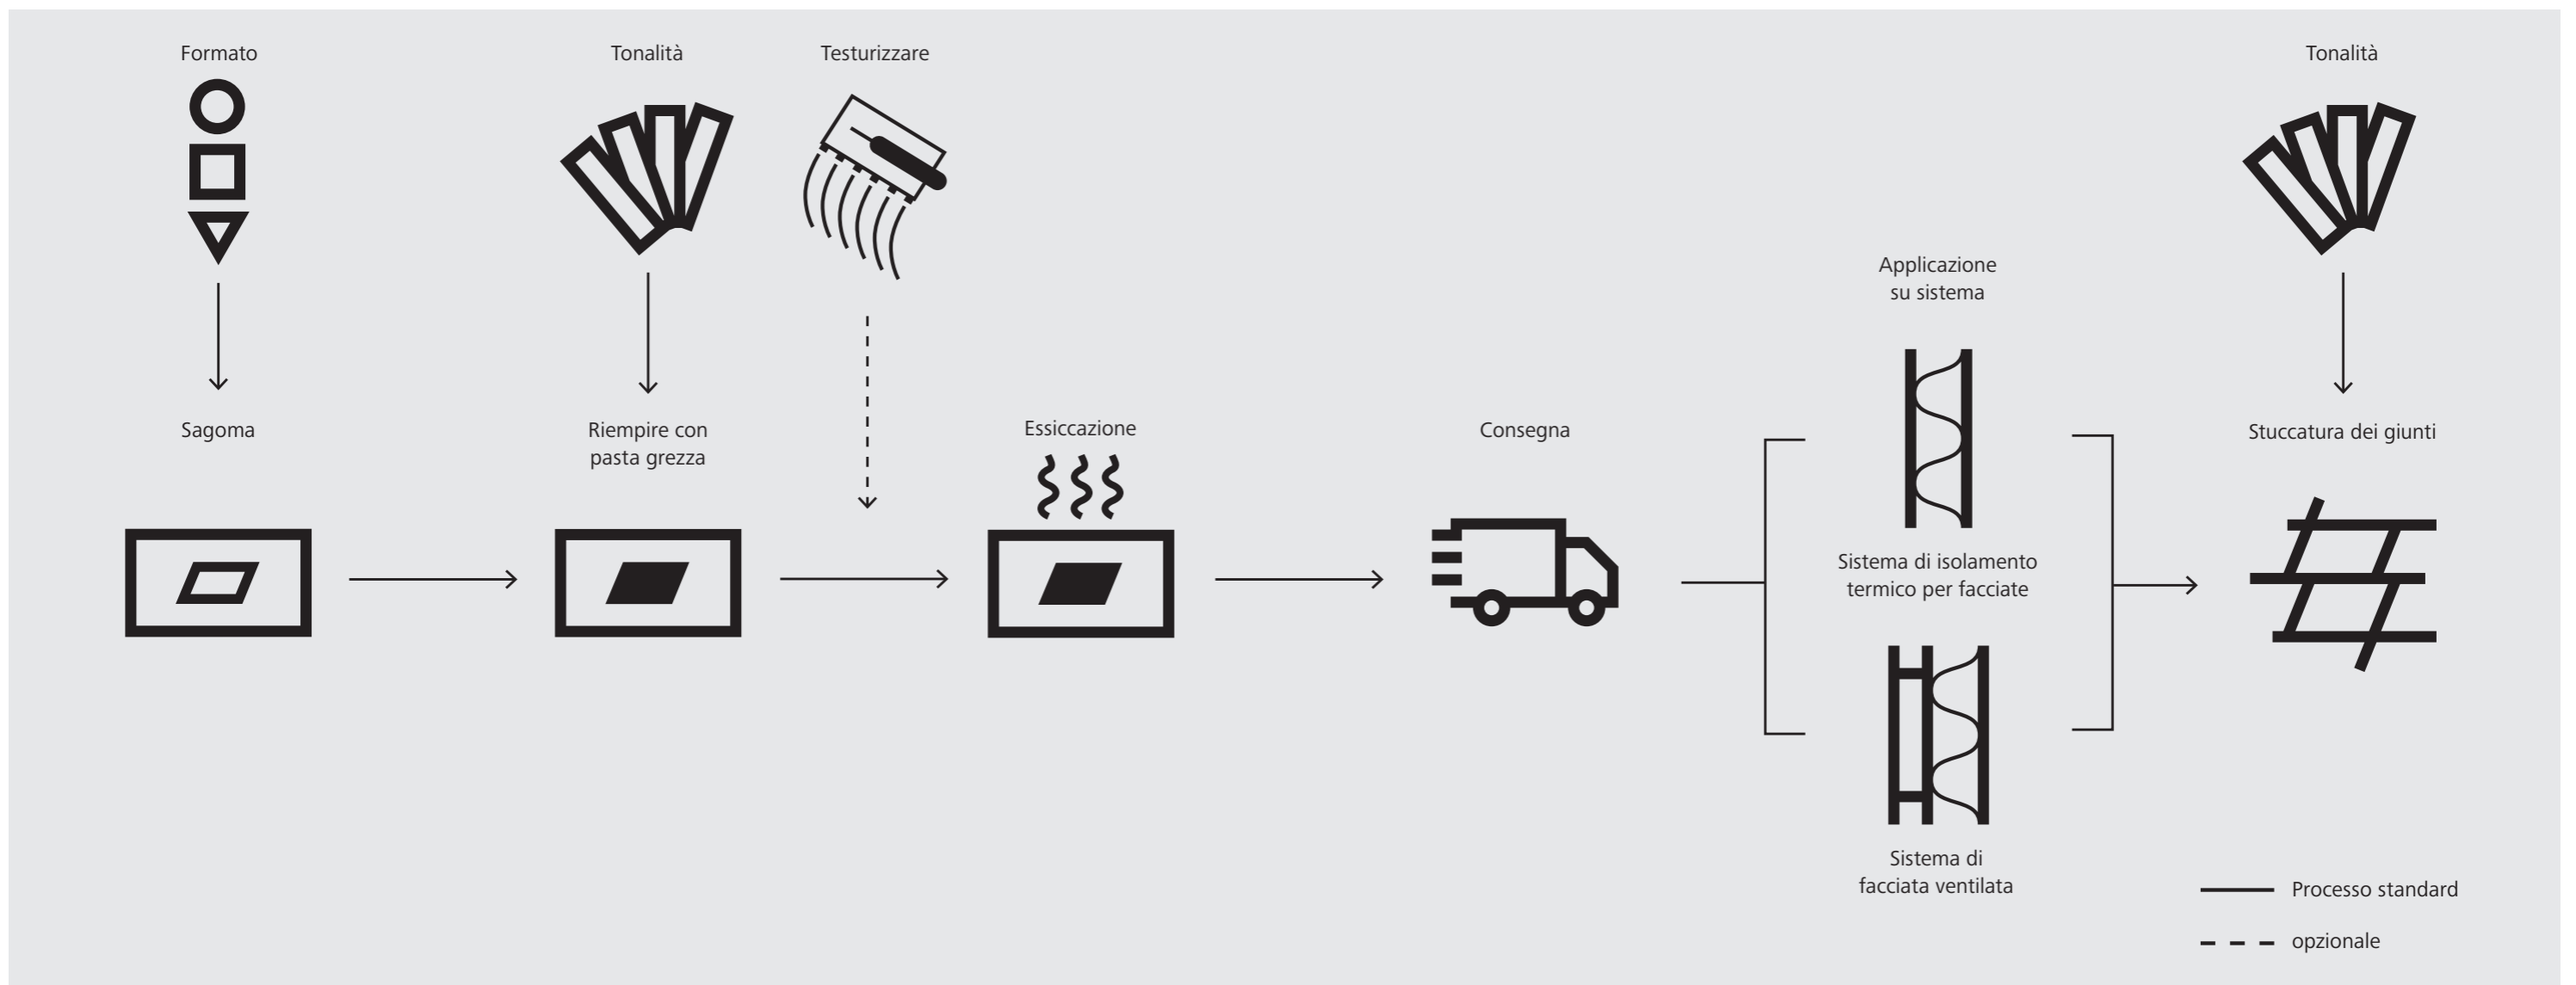 Formato
Tonalità
Testurizzare
Tonalità
Applicazione
su sistema
Sagoma
Riempire con
pasta grezza
Essiccazione
Consegna
Stuccatura dei giunti
Sistema di isolamento
termico per facciate
Sistema di
facciata ventilata
Processo standard
opzionale